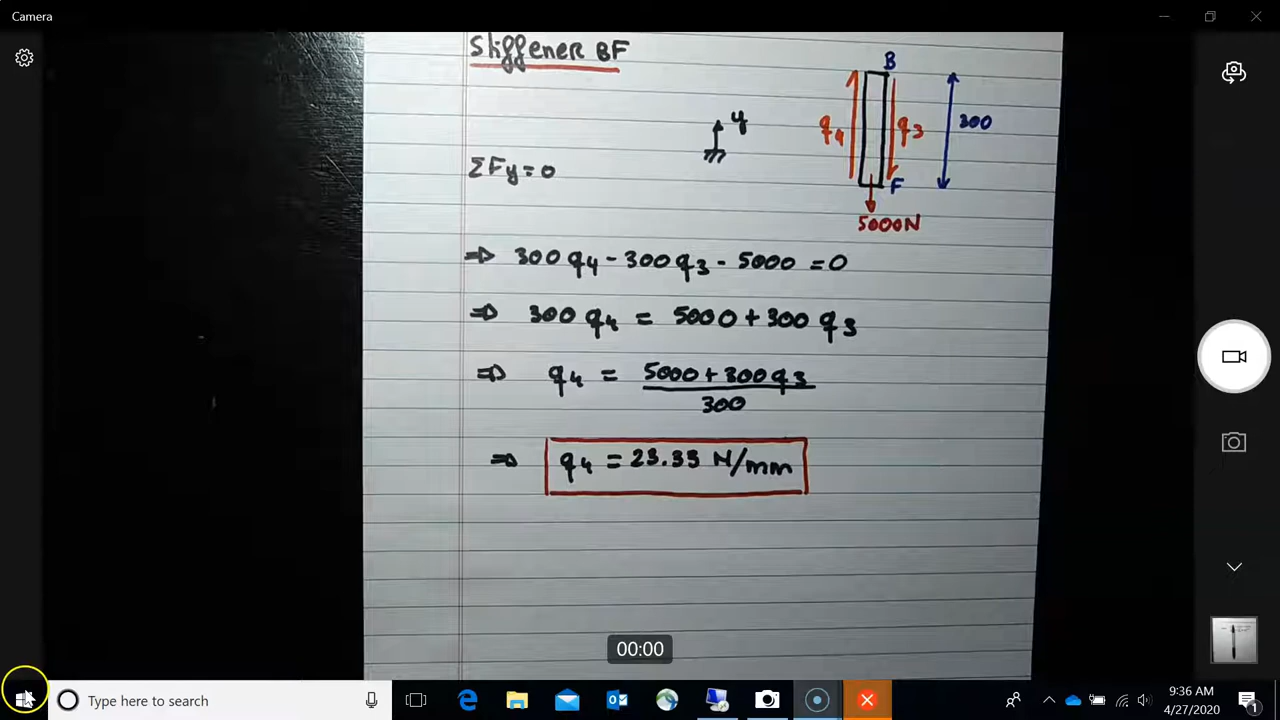 Camera
Stiffener BF
B
y
q4
q3
300
ΣFy = 0
F
5000N
⇒ 300 q4 - 300 q3 - 5000 = 0
⇒ 300 q4 = 5000 + 300 q3
⇒ q4 = 5000 + 300 q3
300
⇒ q4 = 23.33 N/mm
00:00
Type here to search
9:36 AM
4/27/2020
1